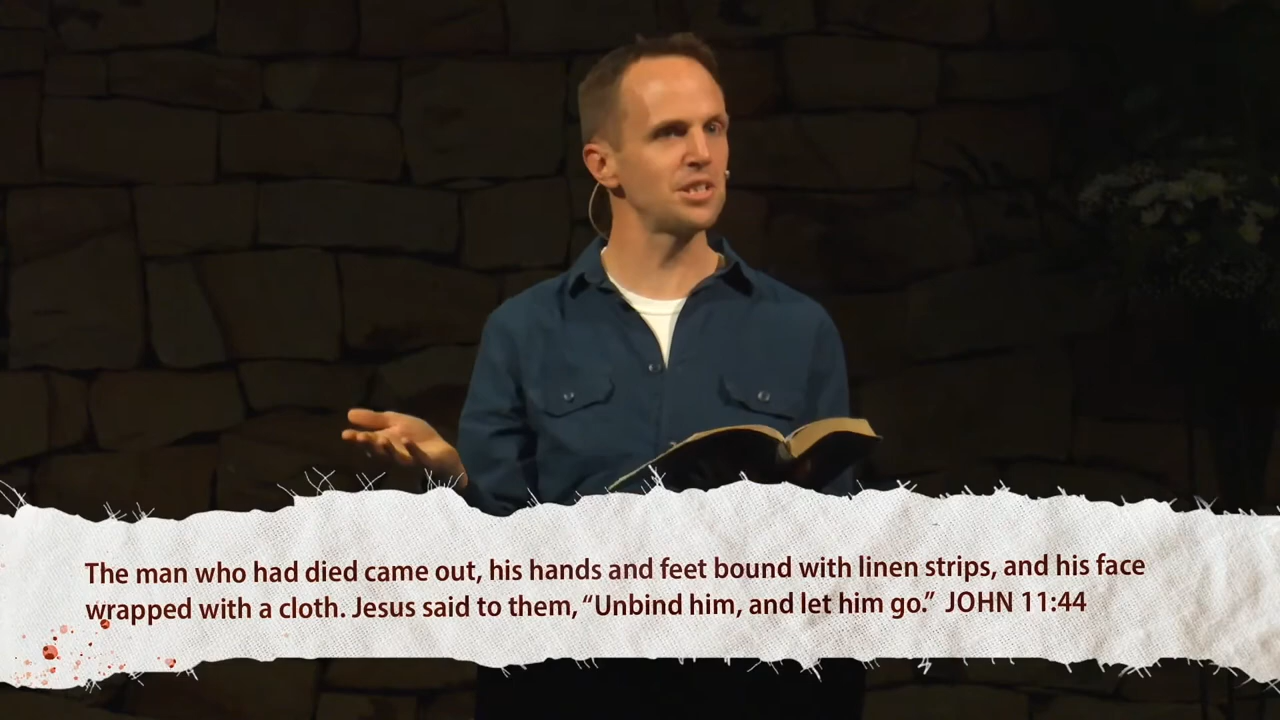 The man who had died came out, his hands and feet bound with linen strips, and his face
wrapped with a cloth. Jesus said to them, “Unbind him, and let him go.” JOHN 11:44